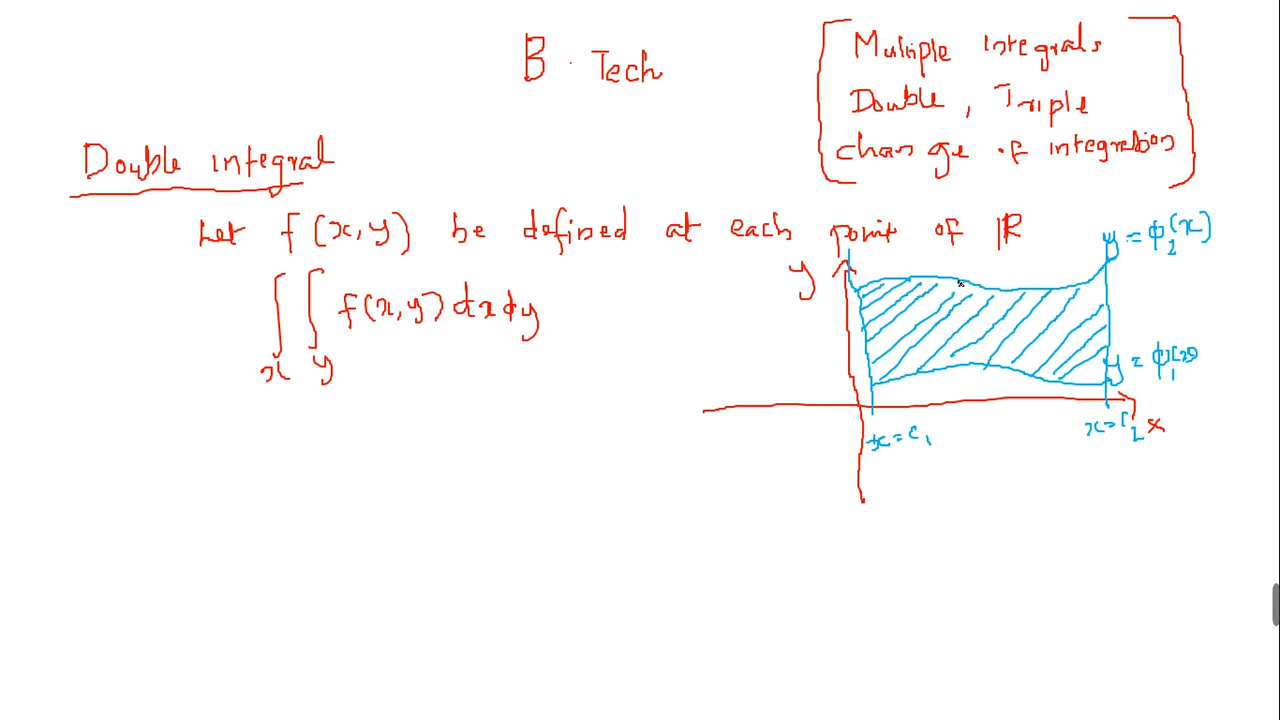 B. Tech
Multiple integrals
Double, Triple
change of integration
Double integral
Let f(x,y) be defined at each point of ℝ
∫∫ f(x,y) dx dy
x y
y
y = φ₂(x)
y = φ₁(x)
x = c₁
x = c₂
x